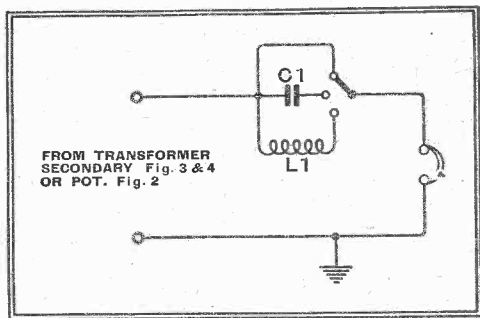 C1
L1
FROM TRANSFORMER
SECONDARY Fig. 3 & 4
OR POT. Fig. 2